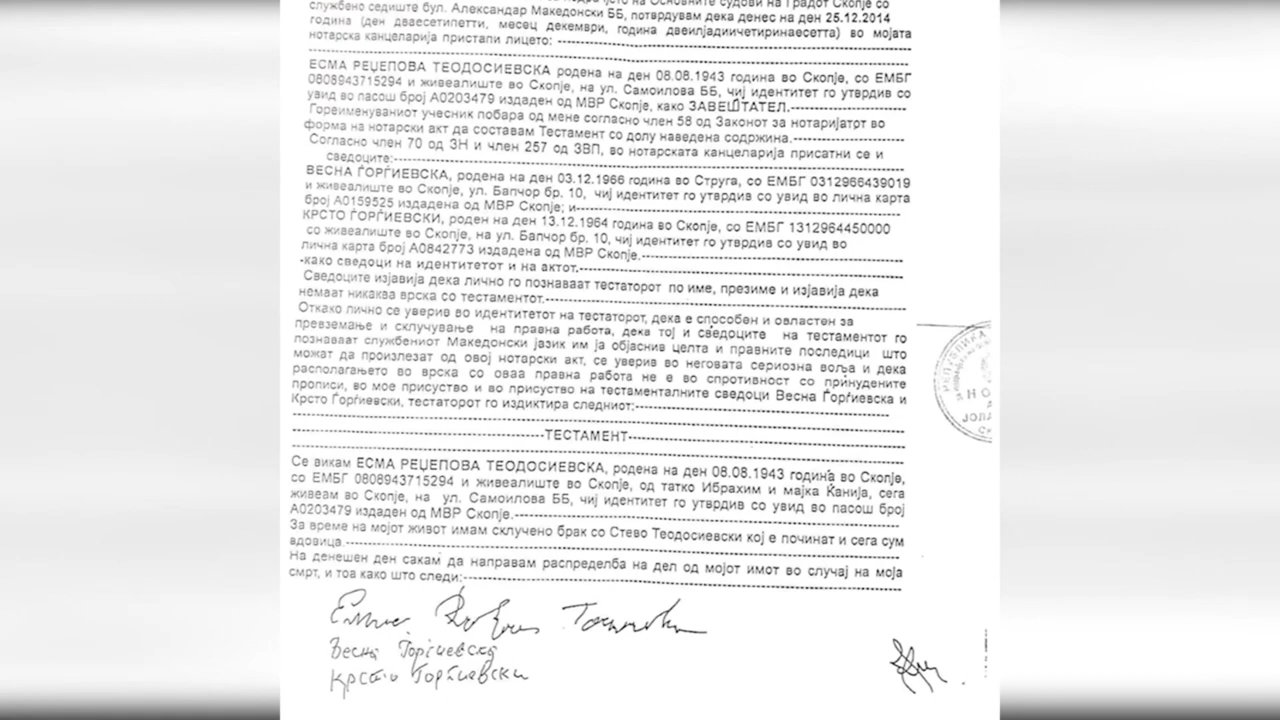 подрачјето на Основните судови на Градот Скопје со
службено седиште бул. Александар Македонски ББ, потврдувам дека денес на ден 25.12.2014
година (ден дваесетипетти, месец декември, година двеилјадиичетиринаесетта) во мојата
нотарска канцеларија пристапи лицето:
ЕСМА РЕЏЕПОВА ТЕОДОСИЕВСКА родена на ден 08.08.1943 година во Скопје, со ЕМБГ
0808943715294 и живеалиште во Скопје, на ул. Самоилова ББ, чиј идентитет го утврдив со
увид во пасош број А0203479 издаден од МВР Скопје, како ЗАВЕШТАТЕЛ.
Гореименуваниот учесник побара од мене согласно член 58 од Законот за нотаријатрт во
форма на нотарски акт да составам Тестамент со долу наведена содржина.
Согласно член 70 од ЗН и член 257 од ЗВП, во нотарската канцеларија присатни се и
сведоците:
ВЕСНА ЃОРЃИЕВСКА, родена на ден 03.12.1966 година во Струга, со ЕМБГ 0312966439019
и живеалиште во Скопје, ул. Бапчор бр. 10, чиј идентитет го утврдив со увид во лична карта
број А0159525 издадена од МВР Скопје; и
КРСТО ЃОРЃИЕВСКИ, роден на ден 13.12.1964 година во Скопје, со ЕМБГ 1312964450000
со живеалиште во Скопје, на ул. Бапчор бр. 10, чиј идентитет го утврдив со увид во
лична карта број А0842773 издадена од МВР Скопје.
-како сведоци на идентитетот и на актот.
Сведоците изјавија дека лично го познаваат тестаторот по име, презиме и изјавија дека
немаат никаква врска со тестаментот.
Откако лично се уверив во идентитетот на тестаторот, дека е способен и овластен за
превземање и склучување на правна работа, дека тој и сведоците на тестаментот го
познаваат службениот Македонски јазик им ја објаснив целта и правните последици што
можат да произлезат од овој нотарски акт, се уверив во неговата сериозна волја и дека
располагањето во врска со оваа правна работа не е во спротивност со принудените
прописи, во мое присуство и во присуство на тестаменталните сведоци Весна Ѓорѓиевска и
Крсто Ѓорѓиевски, тестаторот го издиктира следниот:
ТЕСТАМЕНТ
Се викам ЕСМА РЕЏЕПОВА ТЕОДОСИЕВСКА, родена на ден 08.08.1943 година во Скопје,
со ЕМБГ 0808943715294 и живеалиште во Скопје, од татко Ибрахим и мајка Ќанија, сега
живеам во Скопје, на ул. Самоилова ББ, чиј идентитет го утврдив со увид во пасош број
А0203479 издаден од МВР Скопје.
За време на мојот живот имам склучено брак со Стево Теодосиевски кој е починат и сега сум
вдовица.
На денешен ден сакам да направам распределба на дел од мојот имот во случај на моја
смрт, и тоа како што следи:
Весна Ѓорѓиевска
Крсто Ѓорѓиевски
РЕПУБЛИКА
НО